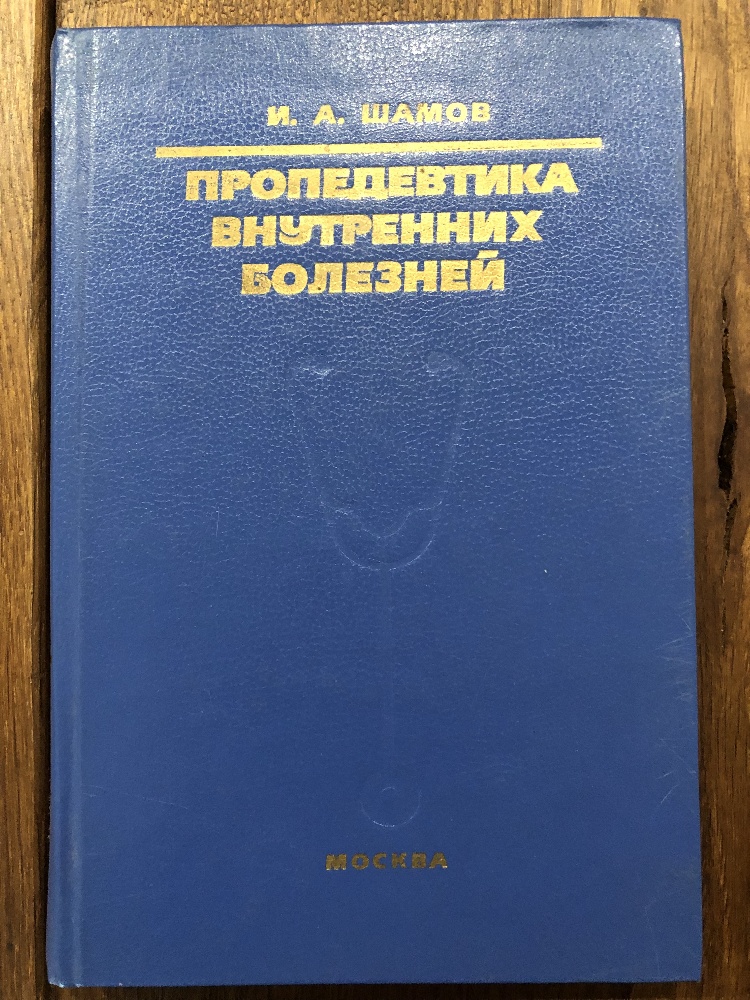 И. А. ШАМОВ
ПРОПЕДЕВТИКА
ВНУТРЕННИХ
БОЛЕЗНЕЙ
МОСКВА